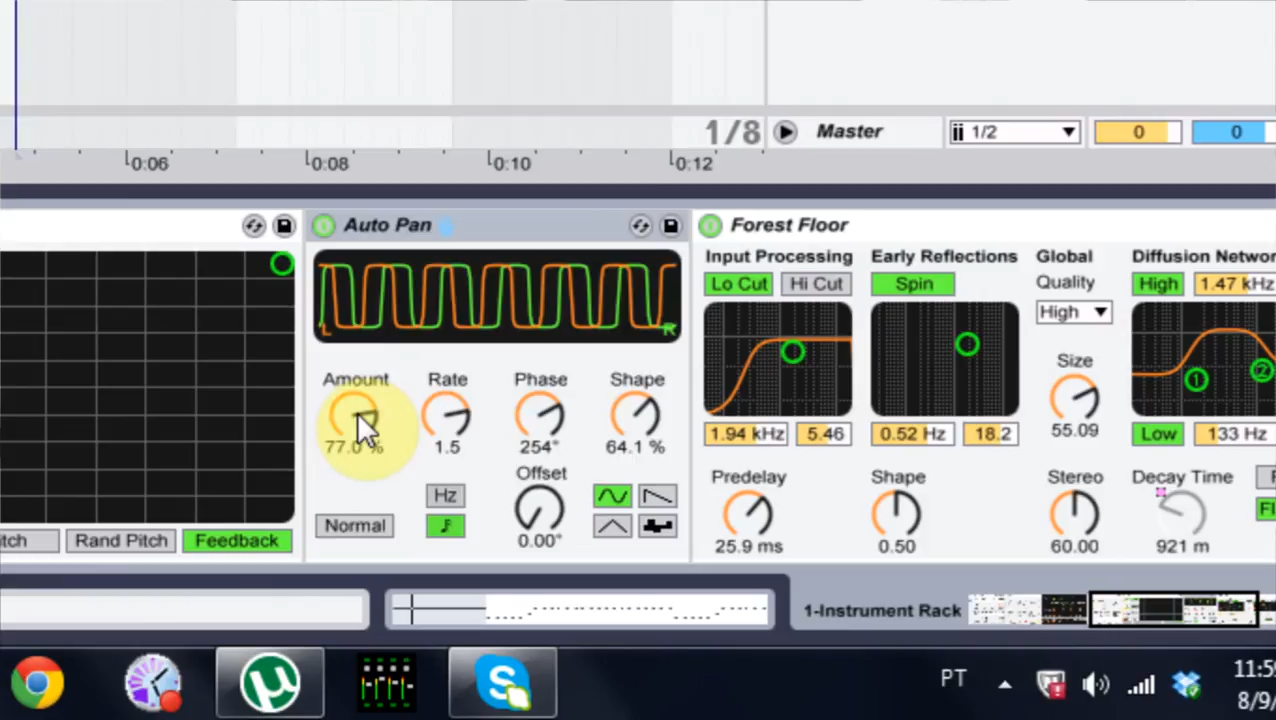 1/8 Master 1/2 0 0
0:06 0:08 0:10 0:12
Auto Pan Forest Floor
Input Processing Early Reflections Global Diffusion Networ
Lo Cut Hi Cut Spin Quality High 1.47 kHz
High
L R
Amount Rate Phase Shape Size
1 2
77.0 % 1.5 254° 64.1 % 1.94 kHz 5.46 0.52 Hz 18.2 55.09 Low 133 Hz
Offset Predelay Shape Stereo Decay Time
Hz
Normal 0.00° 25.9 ms 0.50 60.00 921 m
itch Rand Pitch Feedback
1-Instrument Rack
PT 11:5
8/9/